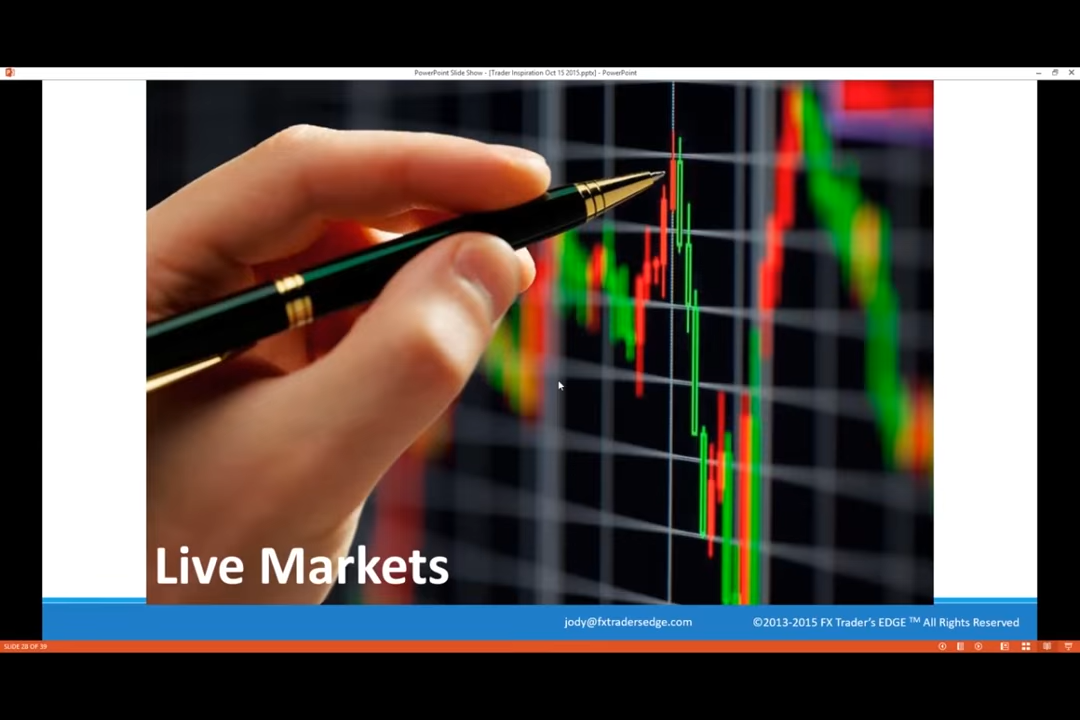 PowerPoint Slide Show - [Trader Inspiration Oct 15 2015.pptx] - PowerPoint
Live Markets
jody@fxtradersedge.com ©2013-2015 FX Trader's EDGE ™ All Rights Reserved
SLIDE 28 OF 39